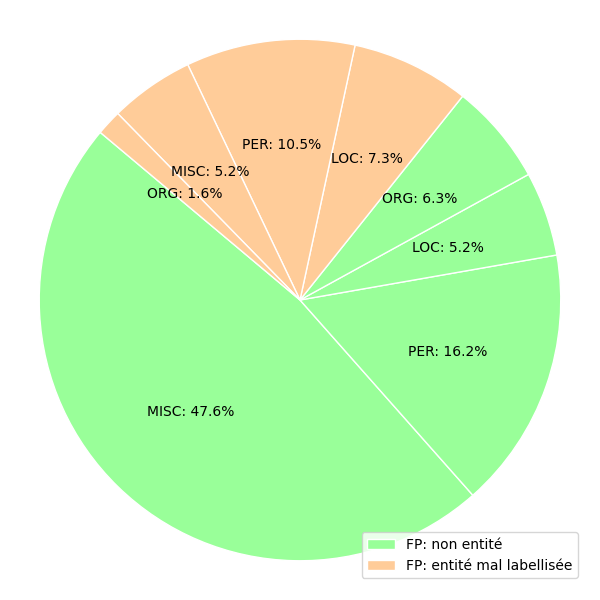 PER: 10.5%
LOC: 7.3%
MISC: 5.2%
ORG: 1.6%
ORG: 6.3%
LOC: 5.2%
PER: 16.2%
MISC: 47.6%
FP: non entité
FP: entité mal labellisée